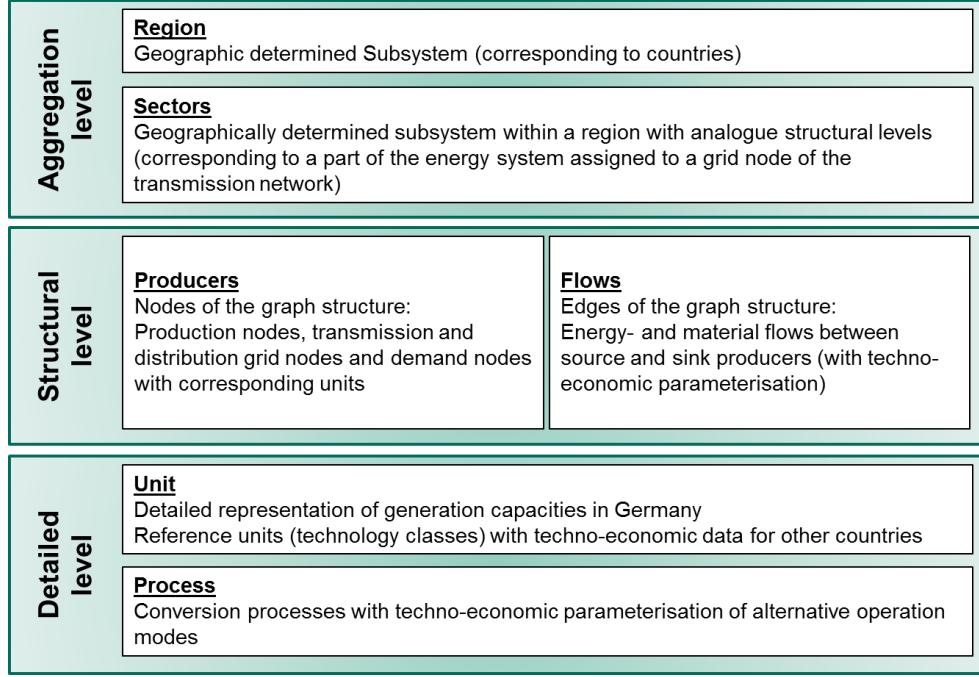 Aggregation
level
Region
Geographic determined Subsystem (corresponding to countries)
Sectors
Geographically determined subsystem within a region with analogue structural levels
(corresponding to a part of the energy system assigned to a grid node of the
transmission network)
Structural
level
Producers
Nodes of the graph structure:
Production nodes, transmission and
distribution grid nodes and demand nodes
with corresponding units
Flows
Edges of the graph structure:
Energy- and material flows between
source and sink producers (with techno-
economic parameterisation)
Detailed
level
Unit
Detailed representation of generation capacities in Germany
Reference units (technology classes) with techno-economic data for other countries
Process
Conversion processes with techno-economic parameterisation of alternative operation
modes